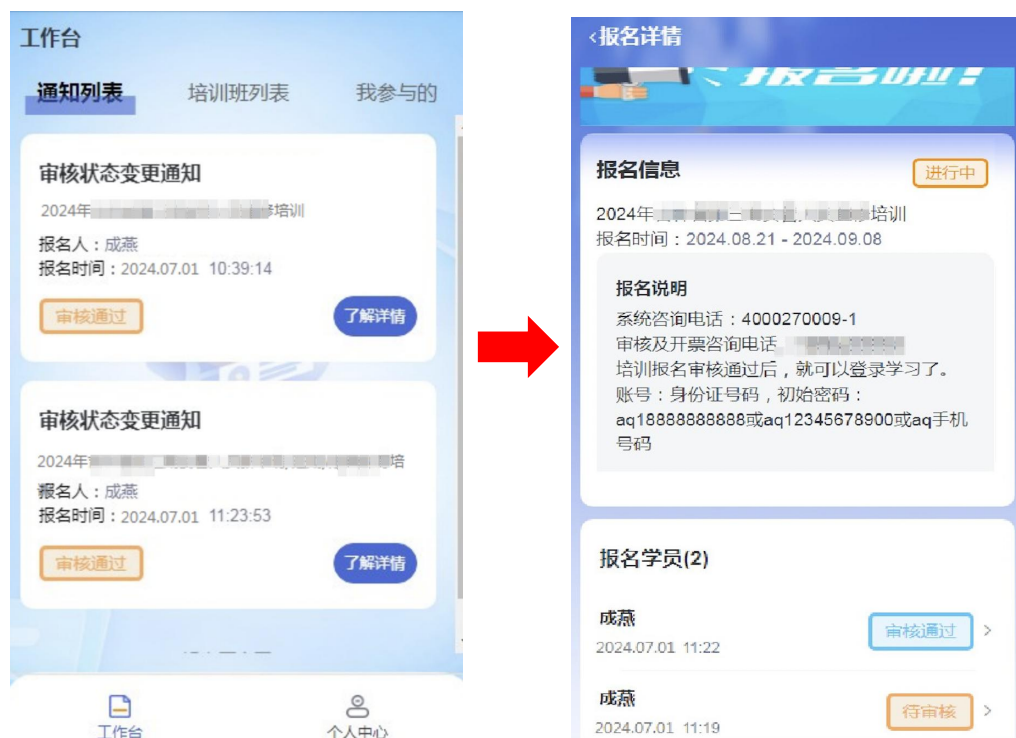 工作台
通知列表 培训班列表 我参与的
审核状态变更通知
2024年 培训
报名人：成燕
报名时间：2024.07.01 10:39:14
审核通过 了解详情
审核状态变更通知
2024年 培
报名人：成燕
报名时间：2024.07.01 11:23:53
审核通过 了解详情
工作台 个人中心
<报名详情
报名啦！
报名信息 进行中
2024年 培训
报名时间：2024.08.21 - 2024.09.08
报名说明
系统咨询电话：4000270009-1
审核及开票咨询电话
培训报名审核通过后，就可以登录学习了。
账号：身份证号码，初始密码：
aq18888888888或aq12345678900或aq手机
号码
报名学员(2)
成燕
审核通过 >
2024.07.01 11:22
成燕
待审核 >
2024.07.01 11:19